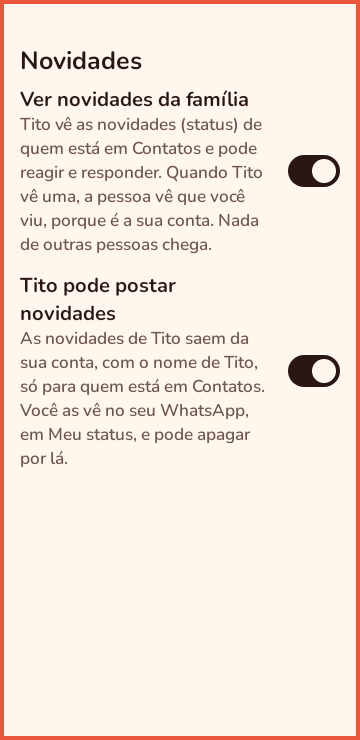 Novidades
Ver novidades da família
Tito vê as novidades (status) de
quem está em Contatos e pode
reagir e responder. Quando Tito
vê uma, a pessoa vê que você
viu, porque é a sua conta. Nada
de outras pessoas chega.
Tito pode postar
novidades
As novidades de Tito saem da
sua conta, com o nome de Tito,
só para quem está em Contatos.
Você as vê no seu WhatsApp,
em Meu status, e pode apagar
por lá.